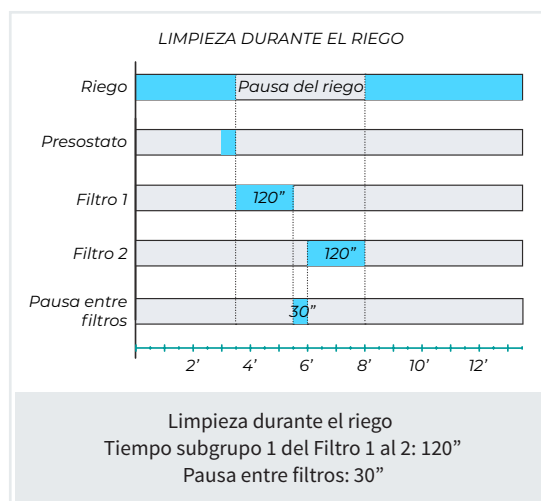 LIMPIEZA DURANTE EL RIEGO
Riego
Pausa del riego
Presostato
Filtro 1
120”
Filtro 2
120”
Pausa entre
filtros
30”
2’ 4’ 6’ 8’ 10’ 12’
Limpieza durante el riego
Tiempo subgrupo 1 del Filtro 1 al 2: 120”
Pausa entre filtros: 30”